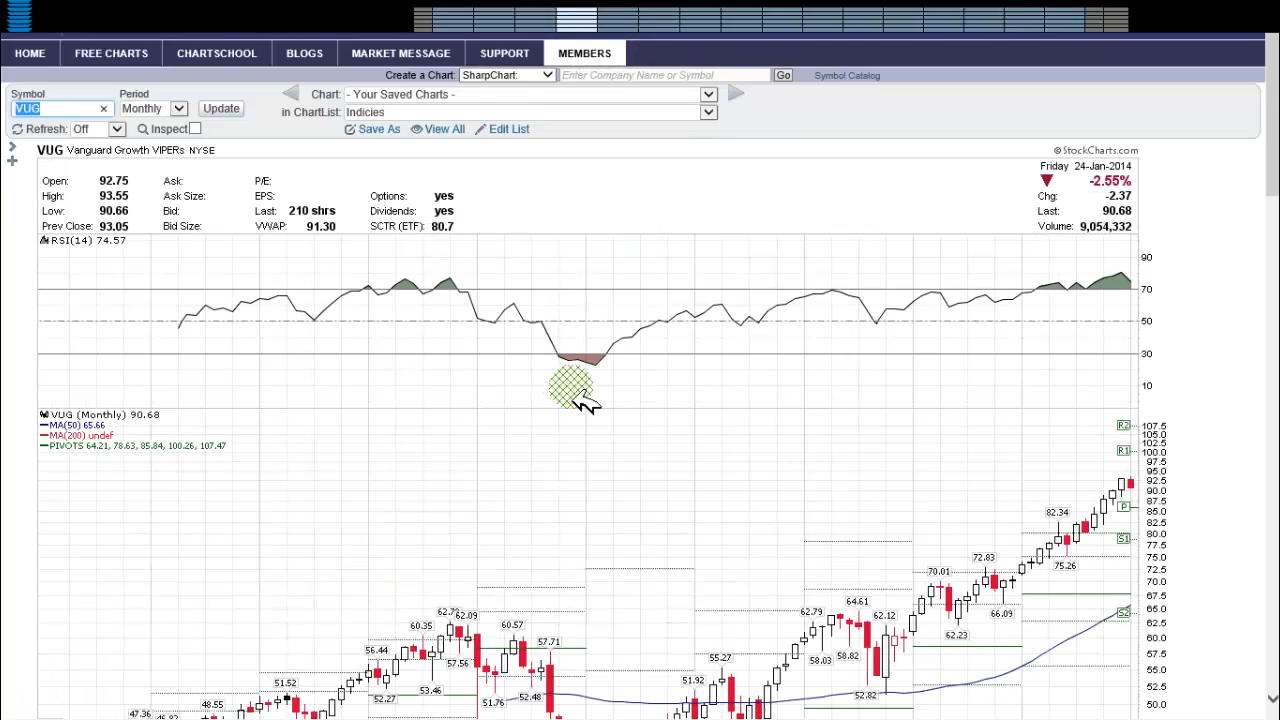 HOME FREE CHARTS CHARTSCHOOL BLOGS MARKET MESSAGE SUPPORT MEMBERS
Create a Chart: SharpChart: Enter Company Name or Symbol Go Symbol Catalog
Symbol Period Chart: - Your Saved Charts -
VUG × Monthly Update in ChartList: Indicies
Refresh: Off Inspect Save As View All Edit List
VUG Vanguard Growth VIPERs NYSE © StockCharts.com
Friday 24-Jan-2014
Open: 92.75 Ask: P/E: -2.55%
High: 93.55 Ask Size: EPS: Options: yes Chg: -2.37
Low: 90.66 Bid: Last: 210 shrs Dividends: yes Last: 90.68
Prev Close: 93.05 Bid Size: VWAP: 91.30 SCTR (ETF): 80.7 Volume: 9,054,332
RSI(14) 74.57
90
70
50
30
10
VUG (Monthly) 90.68
MA(50) 65.66
MA(200) undef
PIVOTS 64.21, 78.63, 85.84, 100.26, 107.47
R2 107.5
105.0
102.5
R1 100.0
97.5
95.0
92.5
90.0
87.5
P 85.0
82.34 82.5
80.0
S1 77.5
72.83 75.26 75.0
70.01 72.5
70.0
67.5
62.79 64.61 62.12 66.09 65.0
S2
60.35 62.09 60.57 62.23 62.5
60.0
56.44 57.56 57.71 58.03 58.82 57.5
55.27 55.0
51.52 52.27 53.46 52.48 51.92 52.82 52.5
48.55 51.76 50.0
47.36